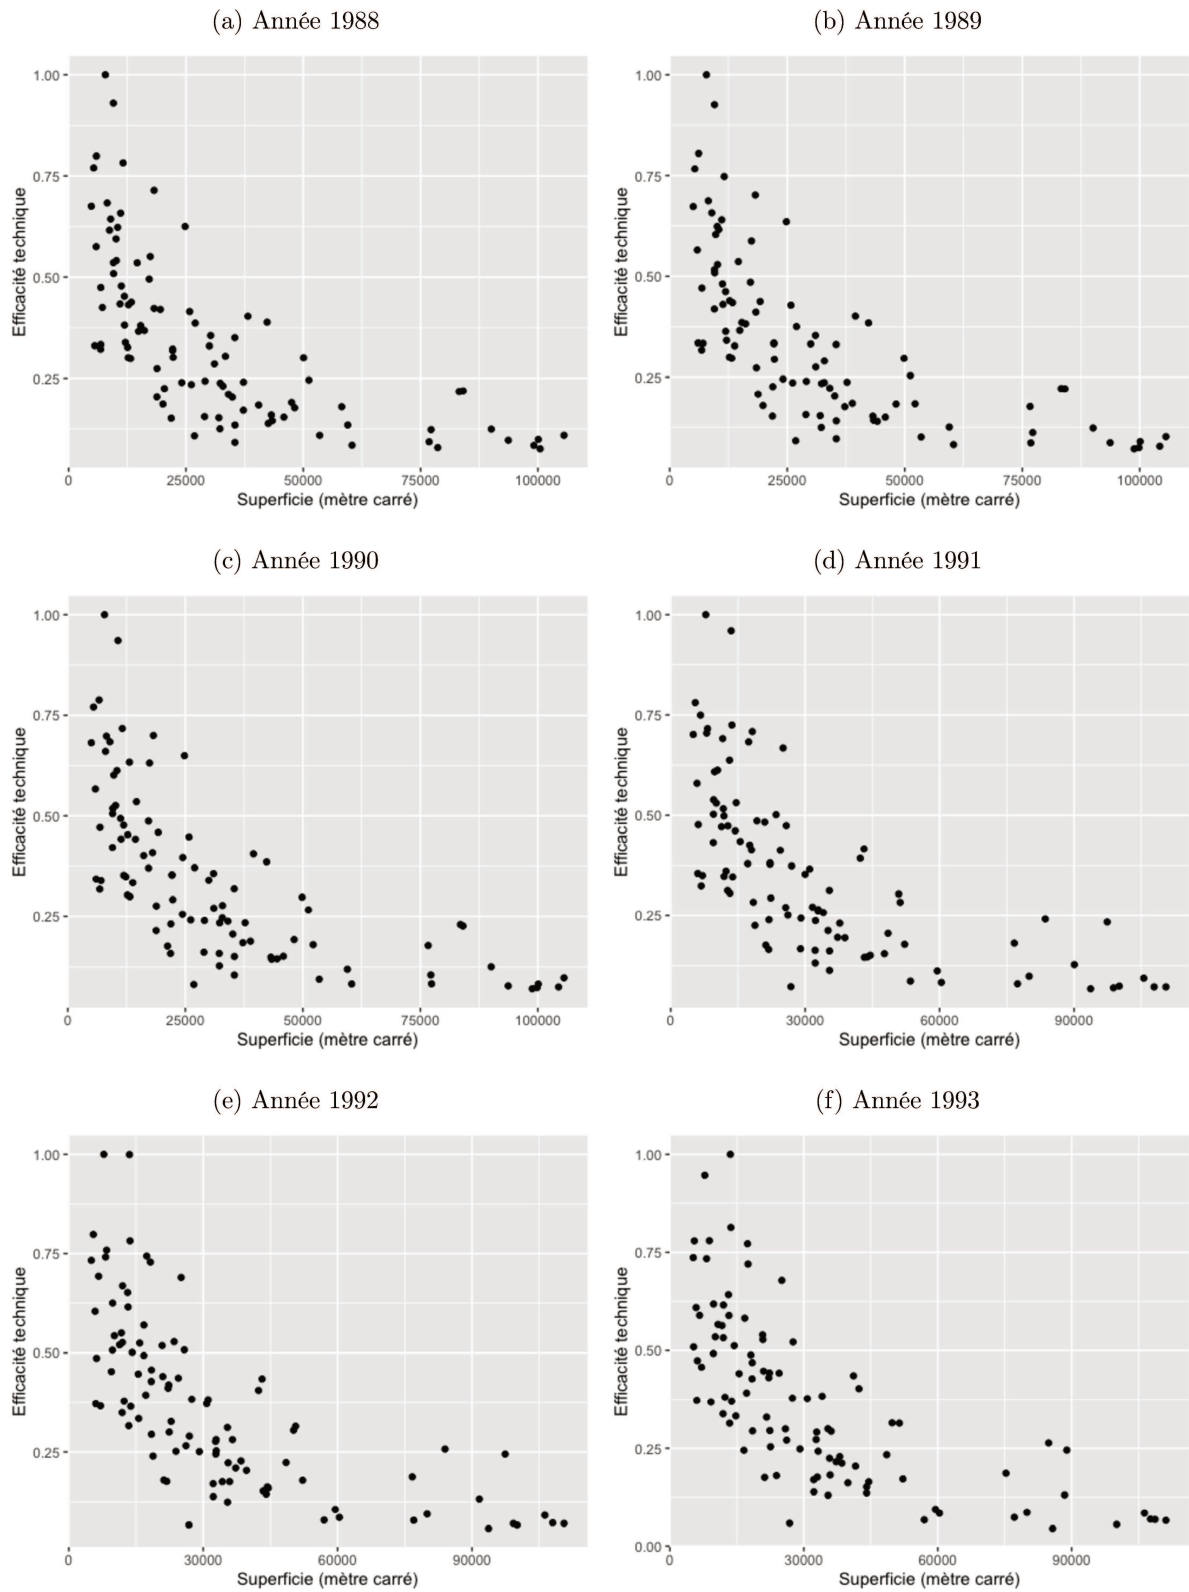 (a) Année 1988
(b) Année 1989
1.00
0.75
0.50
0.25
Efficacité technique
0 25000 50000 75000 100000
Superficie (mètre carré)
1.00
0.75
0.50
0.25
Efficacité technique
0 25000 50000 75000 100000
Superficie (mètre carré)
(c) Année 1990
(d) Année 1991
1.00
0.75
0.50
0.25
Efficacité technique
0 25000 50000 75000 100000
Superficie (mètre carré)
1.00
0.75
0.50
0.25
Efficacité technique
0 30000 60000 90000
Superficie (mètre carré)
(e) Année 1992
(f) Année 1993
1.00
0.75
0.50
0.25
Efficacité technique
0 30000 60000 90000
Superficie (mètre carré)
1.00
0.75
0.50
0.25
0.00
Efficacité technique
0 30000 60000 90000
Superficie (mètre carré)